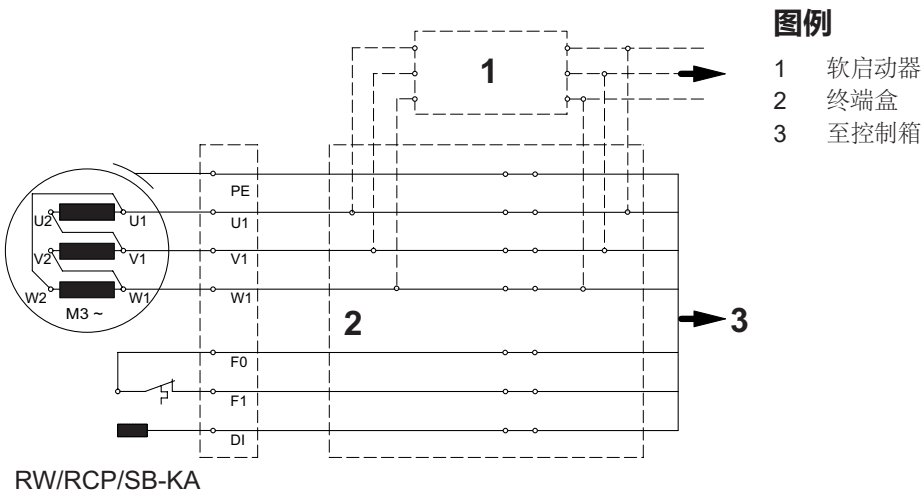 图例
1 软启动器
2 终端盒
3 至控制箱
1
PE
U2 U1 U1
V2 V1 V1
W2 W1 W1
M3 ~
2
3
F0
F1
DI
RW/RCP/SB-KA